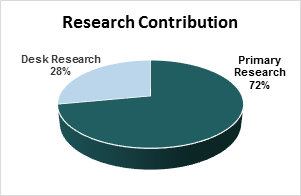 Research Contribution
Desk Research
28%
Primary
Research
72%